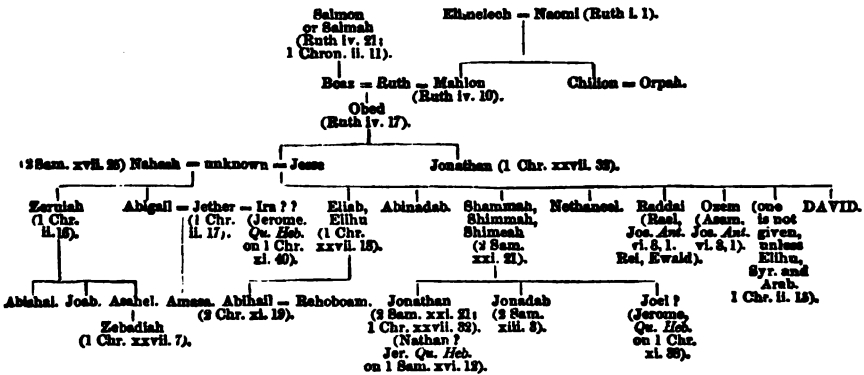 Salmon
or Salmah
(Ruth iv. 21;
1 Chron. ii. 11).
Elimelech = Naomi (Ruth i. 1).
Boaz = Ruth = Mahlon
(Ruth iv. 10).
Chilion = Orpah.
Obed
(Ruth iv. 17).
(2 Sam. xvii. 25) Nahash = unknown = Jesse
Jonathan (1 Chr. xxvii. 32).
Zeruiah
(1 Chr.
ii. 16).
Abigail = Jether = Ira ? ?
(1 Chr.
ii. 17).
(Jerome.
Qu. Heb.
on 1 Chr.
xi. 40).
Eliab,
Elihu
(1 Chr.
xxvii. 18).
Abinadab.
Shammah,
Shimmah,
Shimeah
(2 Sam.
xxi. 21).
Nethaneel.
Raddai
(Rael,
Jos. Ant.
vi. 8, 1.
Rei, Ewald).
Ozem
(Asam.
Jos. Ant.
vi. 8, 1).
(one
is not
given,
unless
Elihu,
Syr. and
Arab.
1 Chr. ii. 15).
DAVID.
Abishai. Joab. Asahel. Amasa. Abihail = Rehoboam.
(2 Chr. xi. 19).
Zebadiah
(1 Chr. xxvii. 7).
Jonathan
(2 Sam. xxi. 21;
1 Chr. xxvii. 32).
(Nathan ?
Jer. Qu. Heb.
on 1 Sam. xvi. 12).
Jonadab
(2 Sam.
xiii. 3).
Joel ?
(Jerome,
Qu. Heb.
on 1 Chr.
xi. 38).